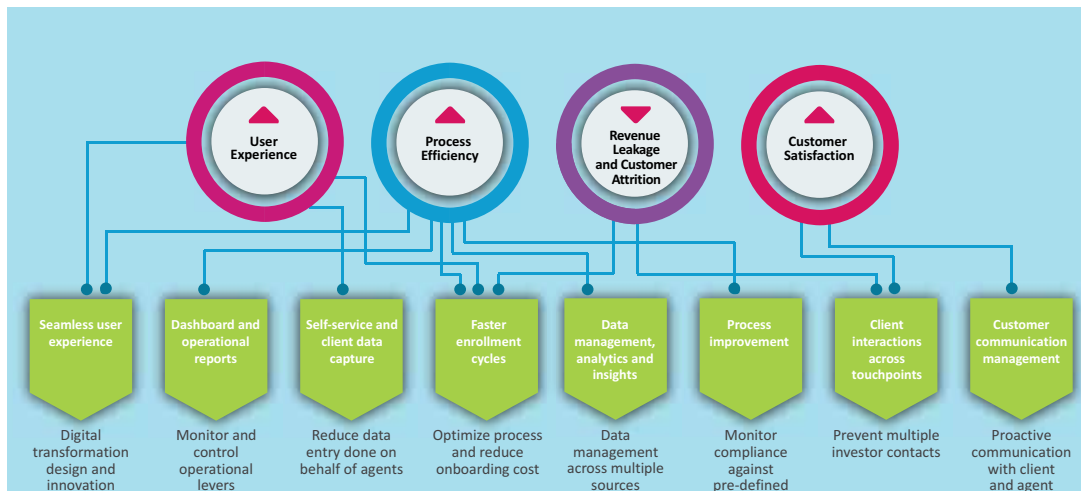 User
Experience
Process
Efficiency
Revenue
Leakage
and Customer
Attrition
Customer
Satisfaction
Seamless user
experience
Dashboard and
operational
reports
Self-service and
client data
capture
Faster
enrollment
cycles
Data
management,
analytics and
insights
Process
improvement
Client
interactions
across
touchpoints
Customer
communication
management
Digital
transformation
design and
innovation
Monitor and
control
operational
levers
Reduce data
entry done on
behalf of agents
Optimize process
and reduce
onboarding cost
Data
management
across multiple
sources
Monitor
compliance
against
pre-defined
Prevent multiple
investor contacts
Proactive
communication
with client
and agent